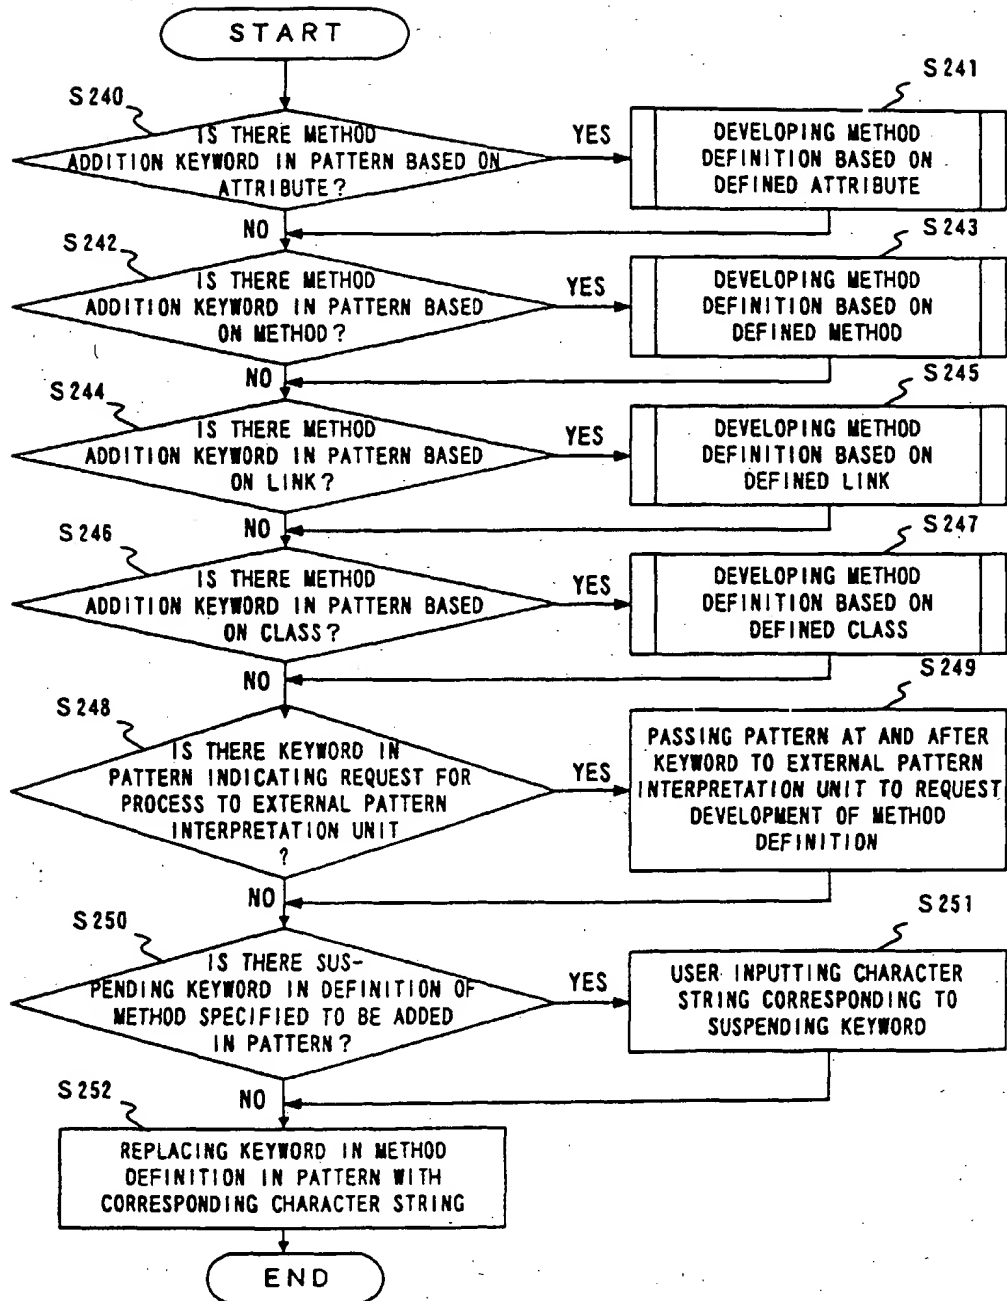 START
S240
IS THERE METHOD
ADDITION KEYWORD IN PATTERN BASED ON
ATTRIBUTE?
YES
S241
DEVELOPING METHOD
DEFINITION BASED ON
DEFINED ATTRIBUTE
NO
S242
IS THERE METHOD
ADDITION KEYWORD IN PATTERN BASED
ON METHOD?
YES
S243
DEVELOPING METHOD
DEFINITION BASED ON
DEFINED METHOD
NO
S244
IS THERE METHOD
ADDITION KEYWORD IN PATTERN BASED
ON LINK?
YES
S245
DEVELOPING METHOD
DEFINITION BASED ON
DEFINED LINK
NO
S246
IS THERE METHOD
ADDITION KEYWORD IN PATTERN BASED
ON CLASS?
YES
S247
DEVELOPING METHOD
DEFINITION BASED ON
DEFINED CLASS
NO
S248
IS THERE KEYWORD IN
PATTERN INDICATING REQUEST FOR
PROCESS TO EXTERNAL PATTERN
INTERPRETATION UNIT
?
YES
S249
PASSING PATTERN AT AND AFTER
KEYWORD TO EXTERNAL PATTERN
INTERPRETATION UNIT TO REQUEST
DEVELOPMENT OF METHOD
DEFINITION
NO
S250
IS THERE SUS-
PENDING KEYWORD IN DEFINITION OF
METHOD SPECIFIED TO BE ADDED
IN PATTERN?
YES
S251
USER INPUTTING CHARACTER
STRING CORRESPONDING TO
SUSPENDING KEYWORD
NO
S252
REPLACING KEYWORD IN METHOD
DEFINITION IN PATTERN WITH
CORRESPONDING CHARACTER STRING
END